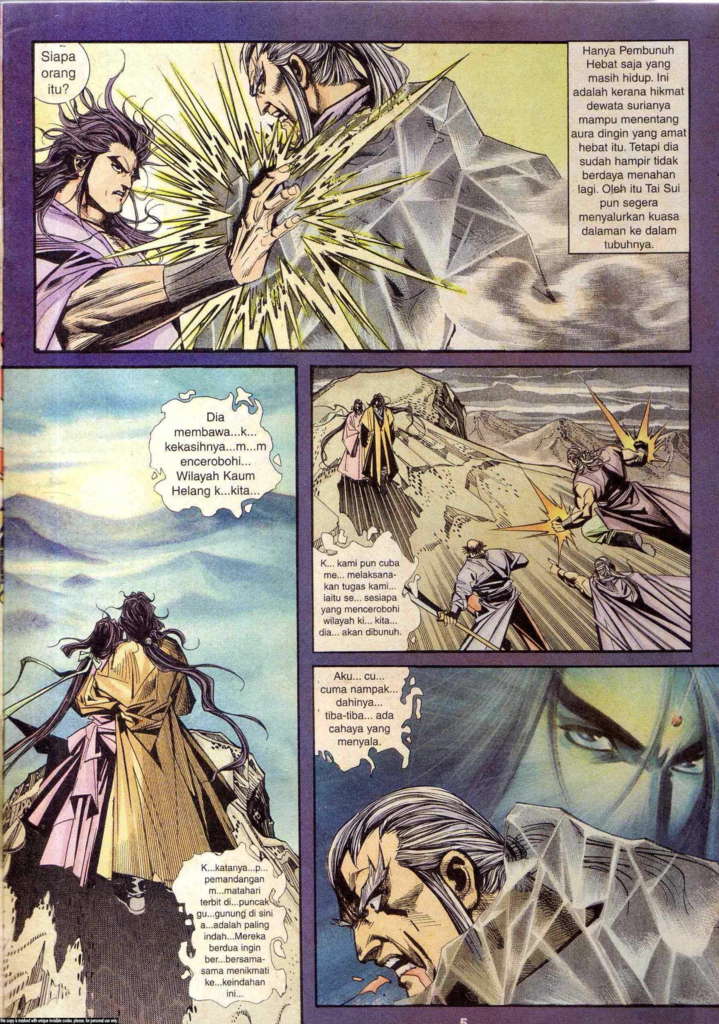 Siapa
orang
itu?
Hanya Pembunuh
Hebat saja yang
masih hidup. Ini
adalah kerana hikmat
dewata surianya
mampu menentang
aura dingin yang amat
hebat itu. Tetapi dia
sudah hampir tidak
berdaya menahan
lagi. Oleh itu Tai Sui
pun segera
menyalurkan kuasa
dalaman ke dalam
tubuhnya.
Dia
membawa...k...
kekasihnya...m...m
encerobohi...
Wilayah Kaum
Helang k...kita...
K...katanya...p...
pemandangan
m...matahari
terbit di...puncak
gu...gunung di sini
a...adalah paling
indah...Mereka
berdua ingin
ber...bersama-
sama menikmati
ke...keindahan
ini...
K... kami pun cuba
me... melaksana-
kan tugas kami...
iaitu se... sesiapa
yang mencerobohi
wilayah ki... kita...
dia... akan dibunuh.
Aku... cu...
cuma nampak...
dahinya...
tiba-tiba... ada
cahaya yang
menyala.
5